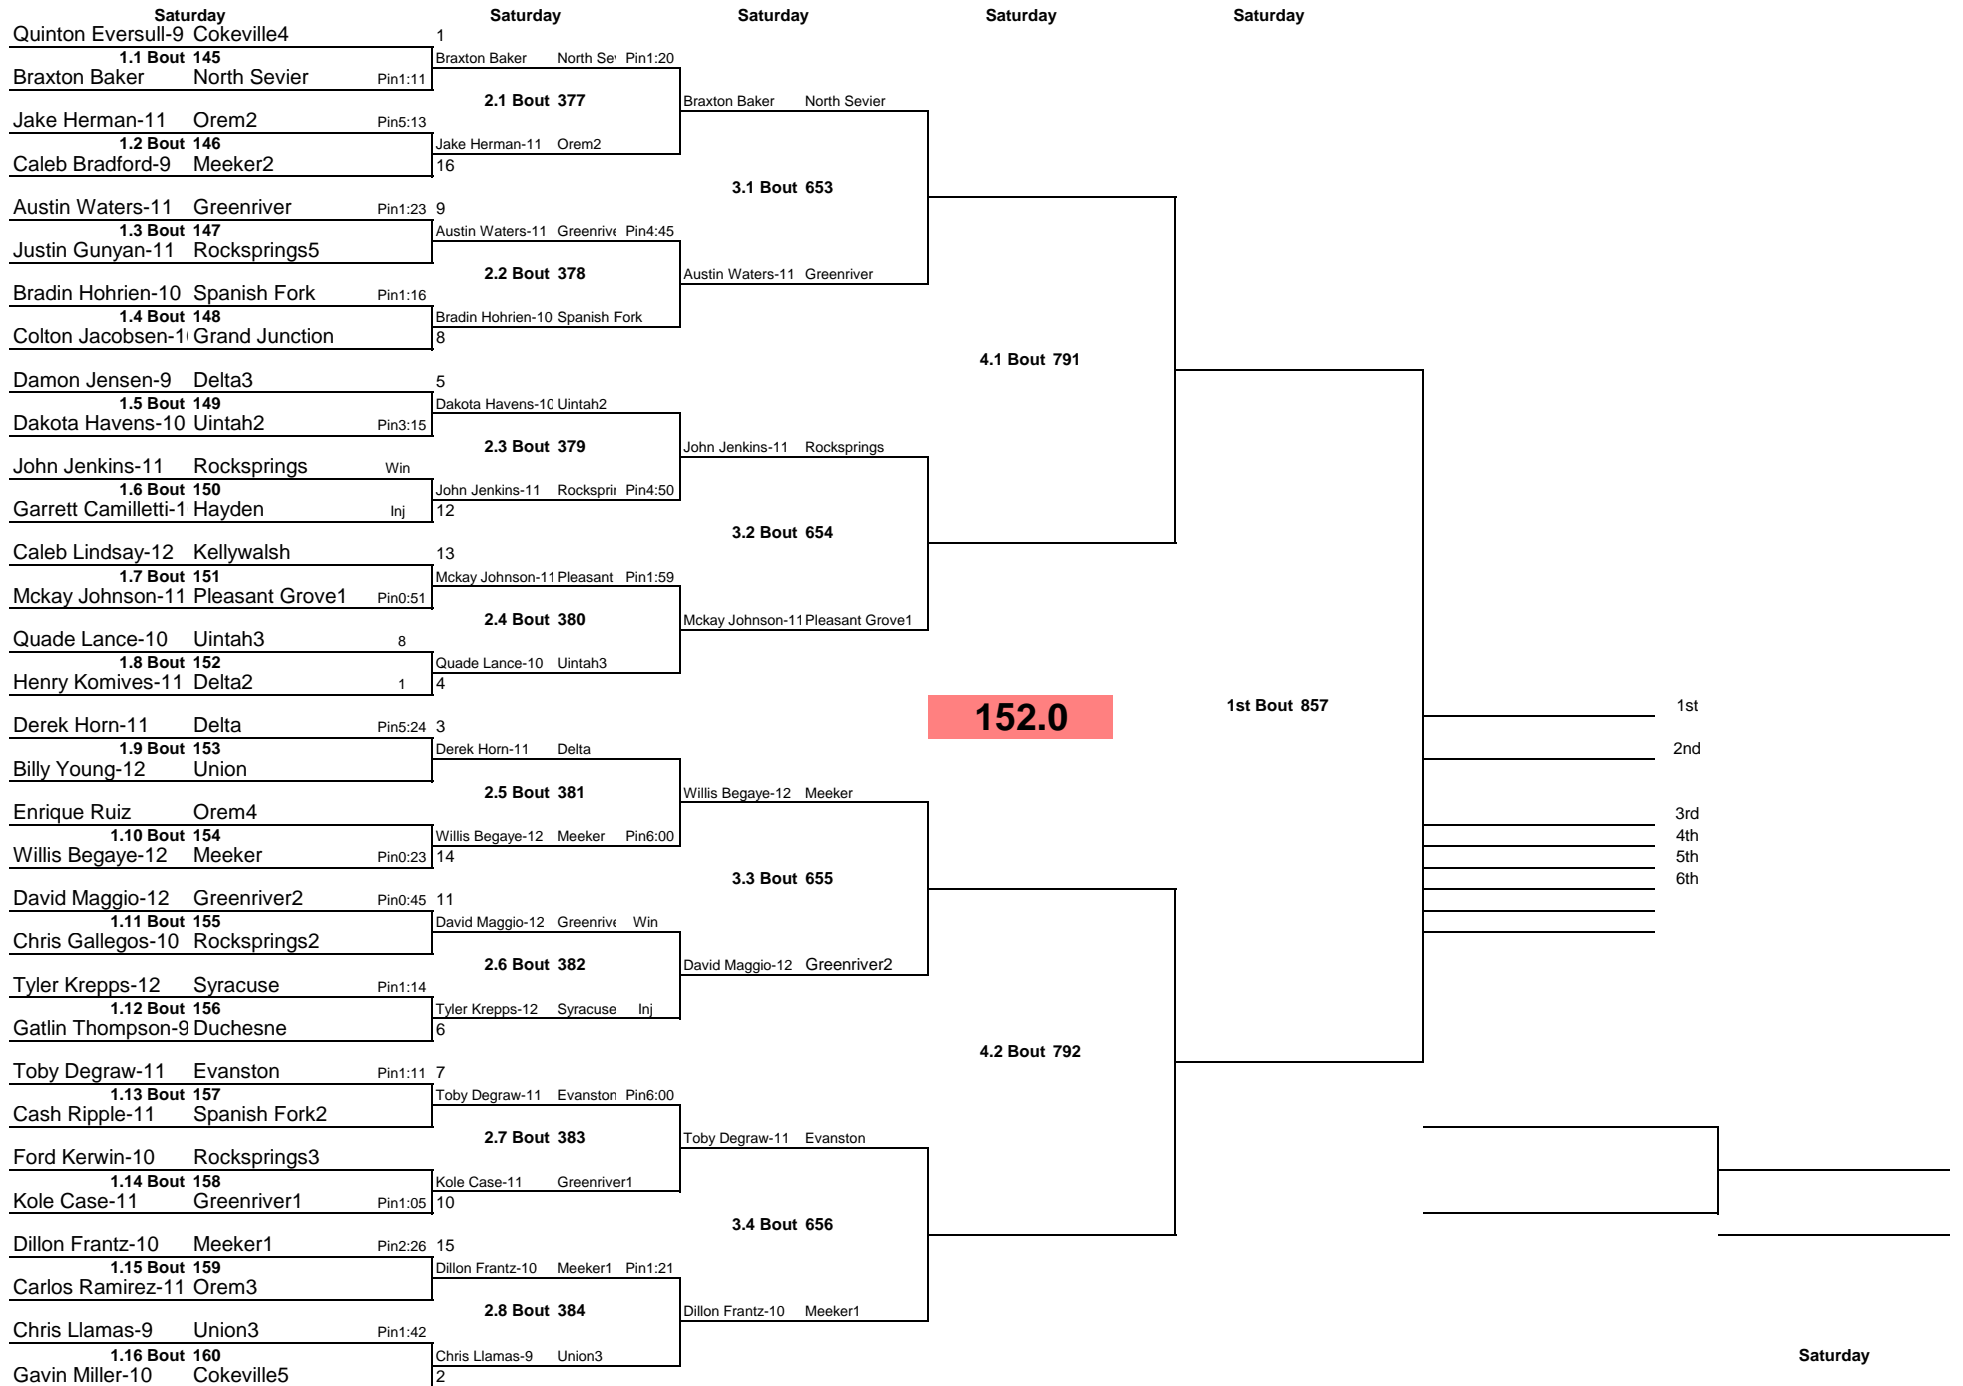 Saturday Saturday Saturday Saturday Saturday
Quinton Eversull-9 Cokeville4 1
1.1 Bout 145 Braxton Baker North Se Pin1:20
Braxton Baker North Sevier Pin1:11
2.1 Bout 377 Braxton Baker North Sevier
Jake Herman-11 Orem2 Pin5:13
1.2 Bout 146 Jake Herman-11 Orem2
Caleb Bradford-9 Meeker2 16
3.1 Bout 653
Austin Waters-11 Greenriver Pin1:23 9
1.3 Bout 147 Austin Waters-11 Greenrive Pin4:45
Justin Gunyan-11 Rocksprings5
2.2 Bout 378 Austin Waters-11 Greenriver
Bradin Hohrien-10 Spanish Fork Pin1:16
1.4 Bout 148 Bradin Hohrien-10 Spanish Fork
Colton Jacobsen-1 Grand Junction 8
4.1 Bout 791
Damon Jensen-9 Delta3 5
1.5 Bout 149 Dakota Havens-10 Uintah2
Dakota Havens-10 Uintah2 Pin3:15
2.3 Bout 379 John Jenkins-11 Rocksprings
John Jenkins-11 Rocksprings Win
1.6 Bout 150 John Jenkins-11 Rockspri Pin4:50
Garrett Camilletti-1 Hayden Inj 12
3.2 Bout 654
Caleb Lindsay-12 Kellywalsh 13
1.7 Bout 151 Mckay Johnson-11 Pleasant Pin1:59
Mckay Johnson-11 Pleasant Grove1 Pin0:51
2.4 Bout 380 Mckay Johnson-11 Pleasant Grove1
Quade Lance-10 Uintah3 8
1.8 Bout 152 Quade Lance-10 Uintah3
Henry Komives-11 Delta2 1 4
152.0 1st Bout 857 1st
Derek Horn-11 Delta Pin5:24 3
1.9 Bout 153 Derek Horn-11 Delta 2nd
Billy Young-12 Union
2.5 Bout 381 Willis Begaye-12 Meeker
Enrique Ruiz Orem4 3rd
1.10 Bout 154 Willis Begaye-12 Meeker Pin6:00 4th
Willis Begaye-12 Meeker Pin0:23 14 5th
3.3 Bout 655 6th
David Maggio-12 Greenriver2 Pin0:45 11
1.11 Bout 155 David Maggio-12 Greenrive Win
Chris Gallegos-10 Rocksprings2
2.6 Bout 382 David Maggio-12 Greenriver2
Tyler Krepps-12 Syracuse Pin1:14
1.12 Bout 156 Tyler Krepps-12 Syracuse Inj
Gatlin Thompson-9 Duchesne 6
4.2 Bout 792
Toby Degraw-11 Evanston Pin1:11 7
1.13 Bout 157 Toby Degraw-11 Evanston Pin6:00
Cash Ripple-11 Spanish Fork2
2.7 Bout 383 Toby Degraw-11 Evanston
Ford Kerwin-10 Rocksprings3
1.14 Bout 158 Kole Case-11 Greenriver1
Kole Case-11 Greenriver1 Pin1:05 10
3.4 Bout 656
Dillon Frantz-10 Meeker1 Pin2:26 15
1.15 Bout 159 Dillon Frantz-10 Meeker1 Pin1:21
Carlos Ramirez-11 Orem3
2.8 Bout 384 Dillon Frantz-10 Meeker1
Chris Llamas-9 Union3 Pin1:42
1.16 Bout 160 Chris Llamas-9 Union3 Saturday
Gavin Miller-10 Cokeville5 2